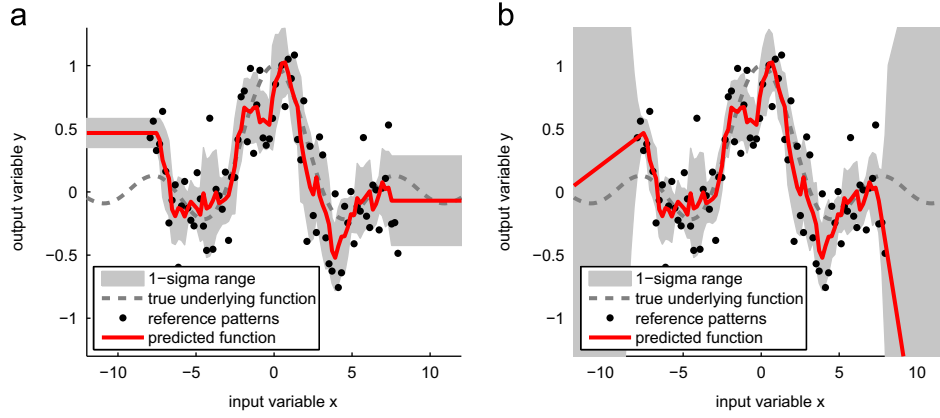 a
output variable y
1
0.5
0
−0.5
−1
1−sigma range
true underlying function
reference patterns
predicted function
−10
−5
0
5
10
input variable x
b
output variable y
1
0.5
0
−0.5
−1
1−sigma range
true underlying function
reference patterns
predicted function
−10
−5
0
5
10
input variable x